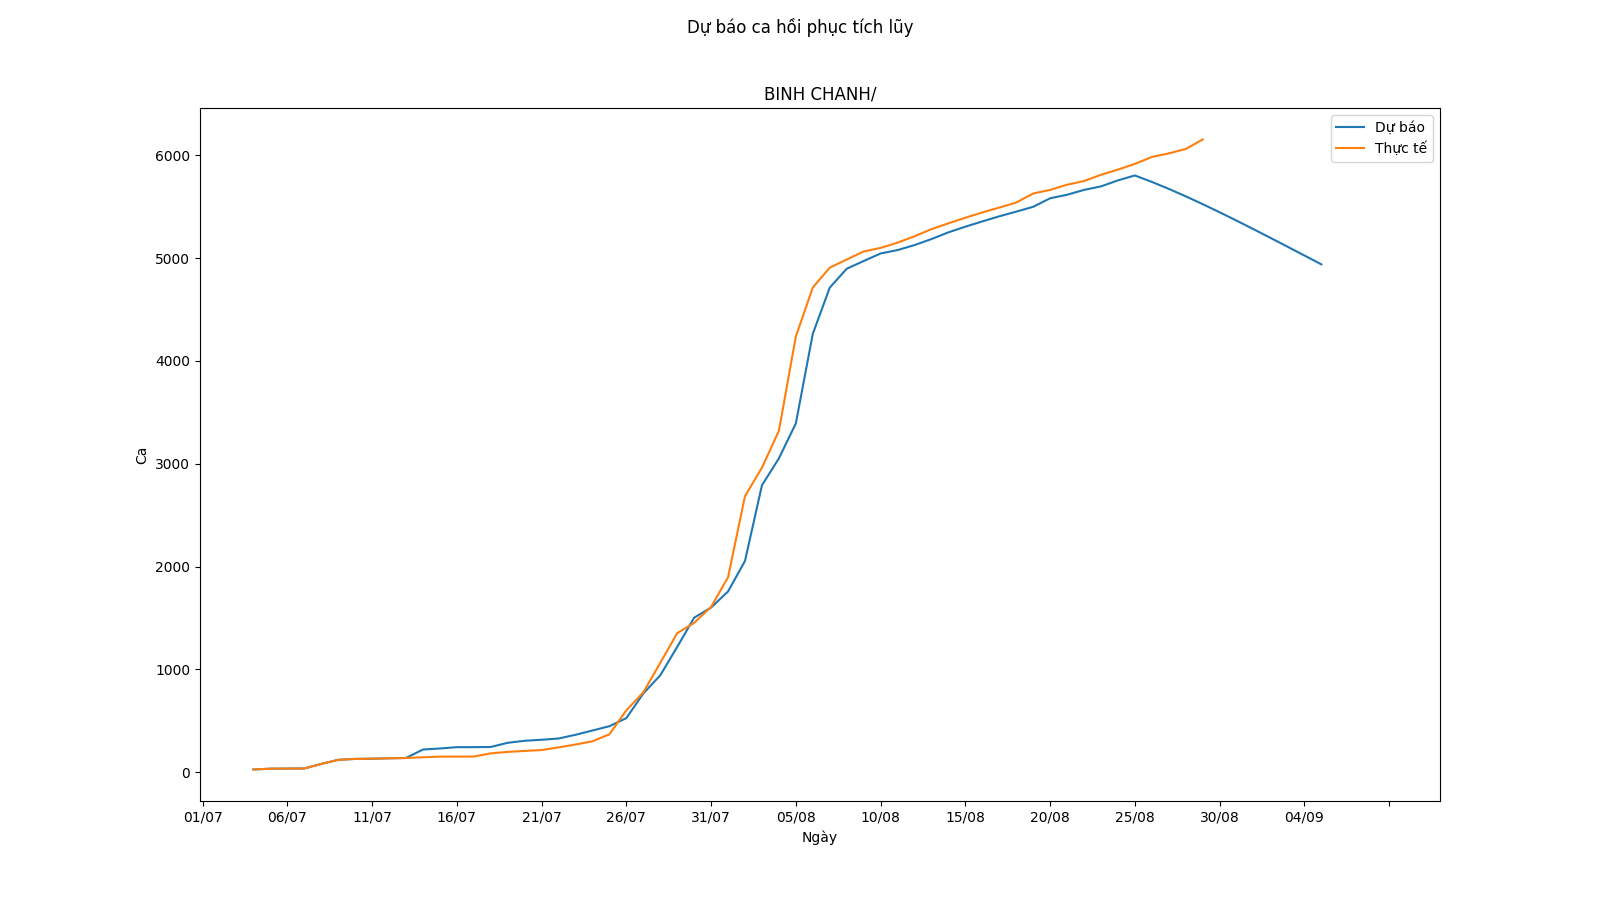 Dự báo ca hồi phục tích lũy
BINH CHANH/
Dự báo
Thực tế
6000
5000
4000
3000
2000
1000
0
Ca
01/07 06/07 11/07 16/07 21/07 26/07 31/07 05/08 10/08 15/08 20/08 25/08 30/08 04/09
Ngày